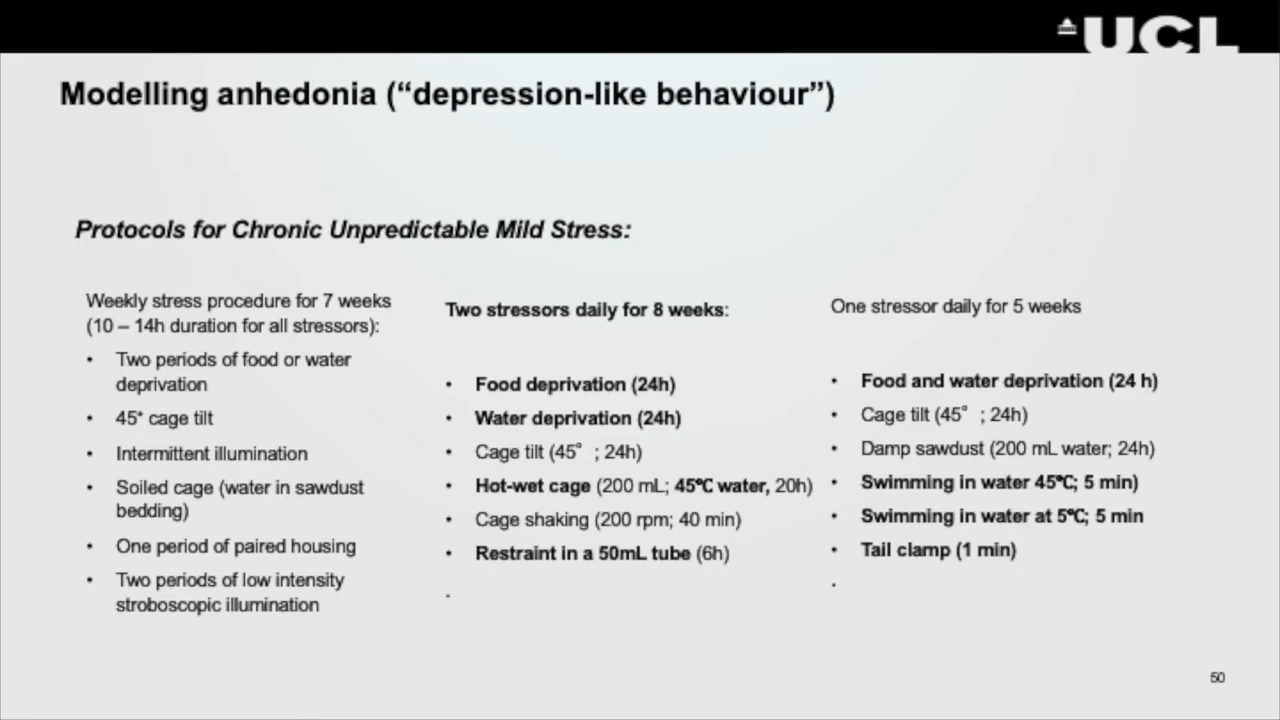 UCL
Modelling anhedonia (“depression-like behaviour”)
Protocols for Chronic Unpredictable Mild Stress:
Weekly stress procedure for 7 weeks
(10 – 14h duration for all stressors):
• Two periods of food or water
deprivation
• 45° cage tilt
• Intermittent illumination
• Soiled cage (water in sawdust
bedding)
• One period of paired housing
• Two periods of low intensity
stroboscopic illumination
Two stressors daily for 8 weeks:
• Food deprivation (24h)
• Water deprivation (24h)
• Cage tilt (45° ; 24h)
• Hot-wet cage (200 mL; 45℃ water, 20h)
• Cage shaking (200 rpm; 40 min)
• Restraint in a 50mL tube (6h)
.
One stressor daily for 5 weeks
• Food and water deprivation (24 h)
• Cage tilt (45° ; 24h)
• Damp sawdust (200 mL water; 24h)
• Swimming in water 45℃; 5 min)
• Swimming in water at 5℃; 5 min
• Tail clamp (1 min)
.
50